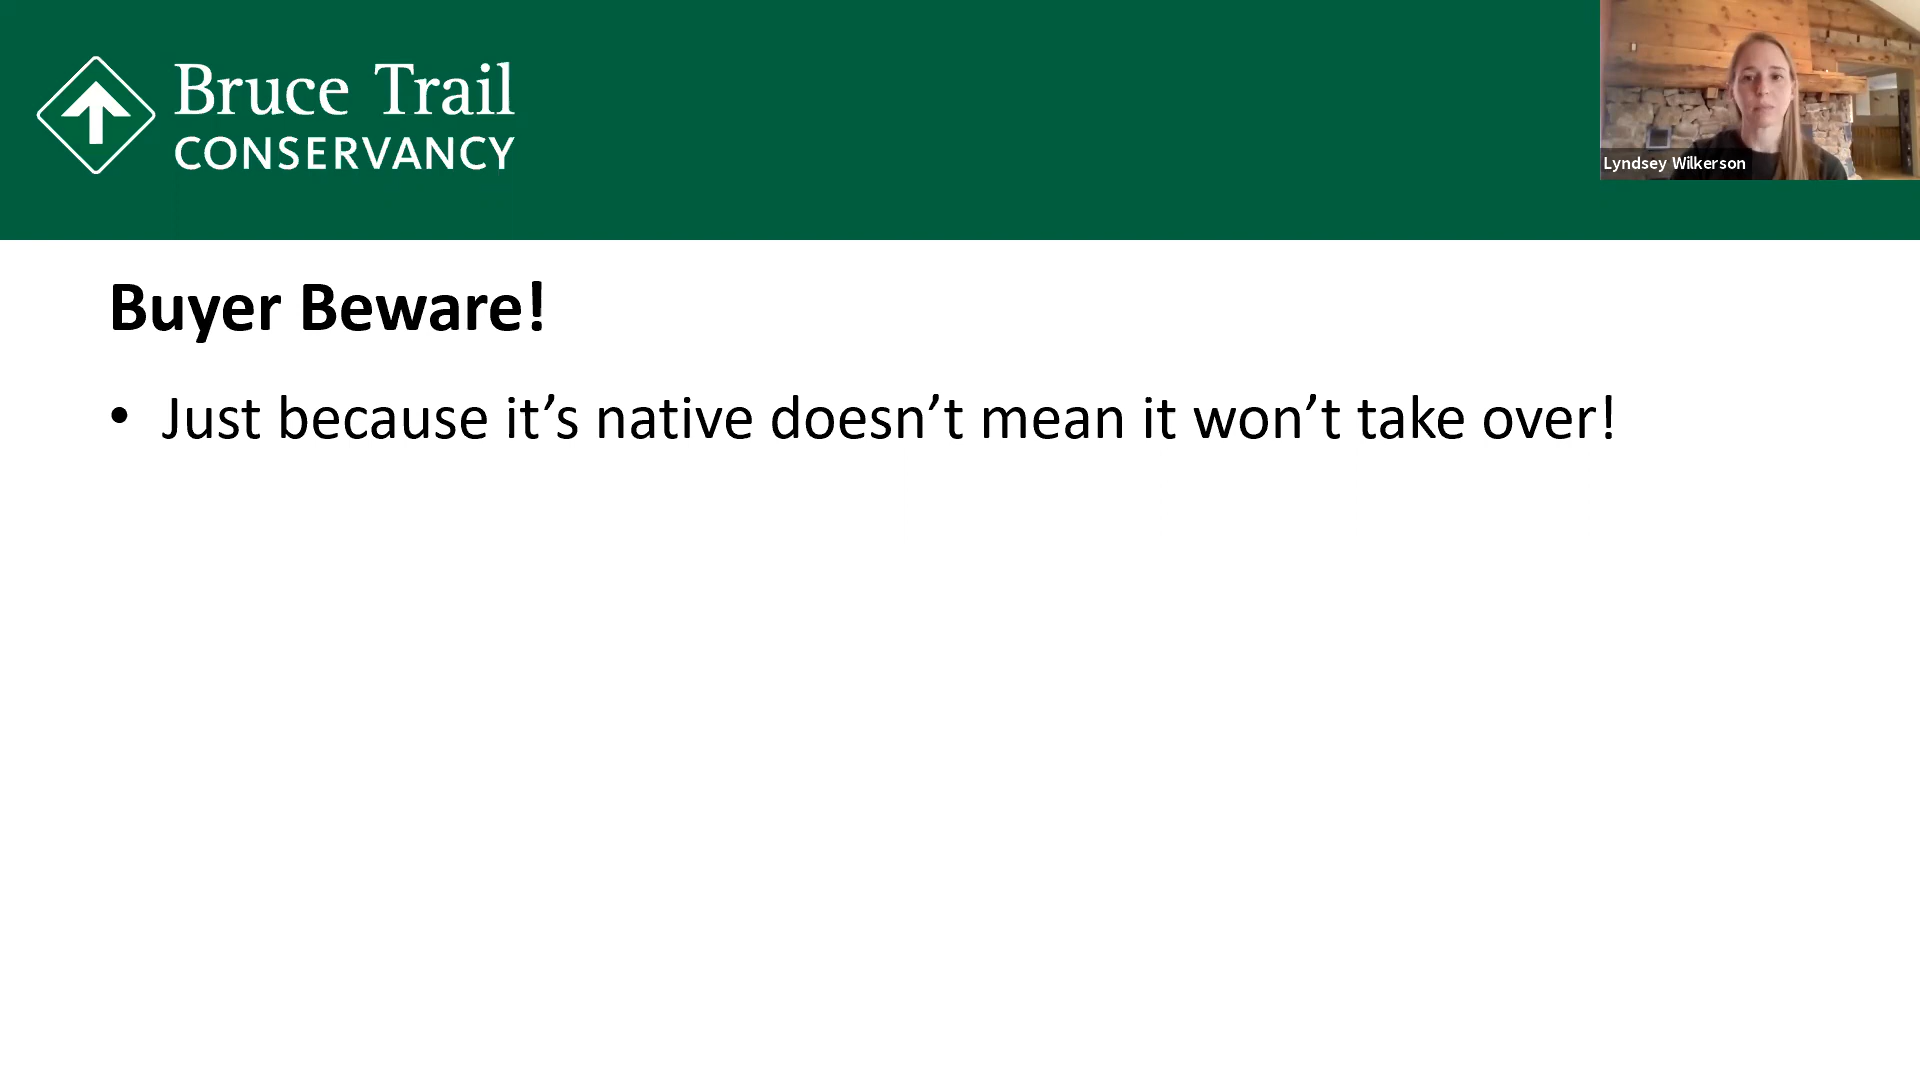 Bruce Trail
CONSERVANCY
Lyndsey Wilkerson
Buyer Beware!
• Just because it’s native doesn’t mean it won’t take over!